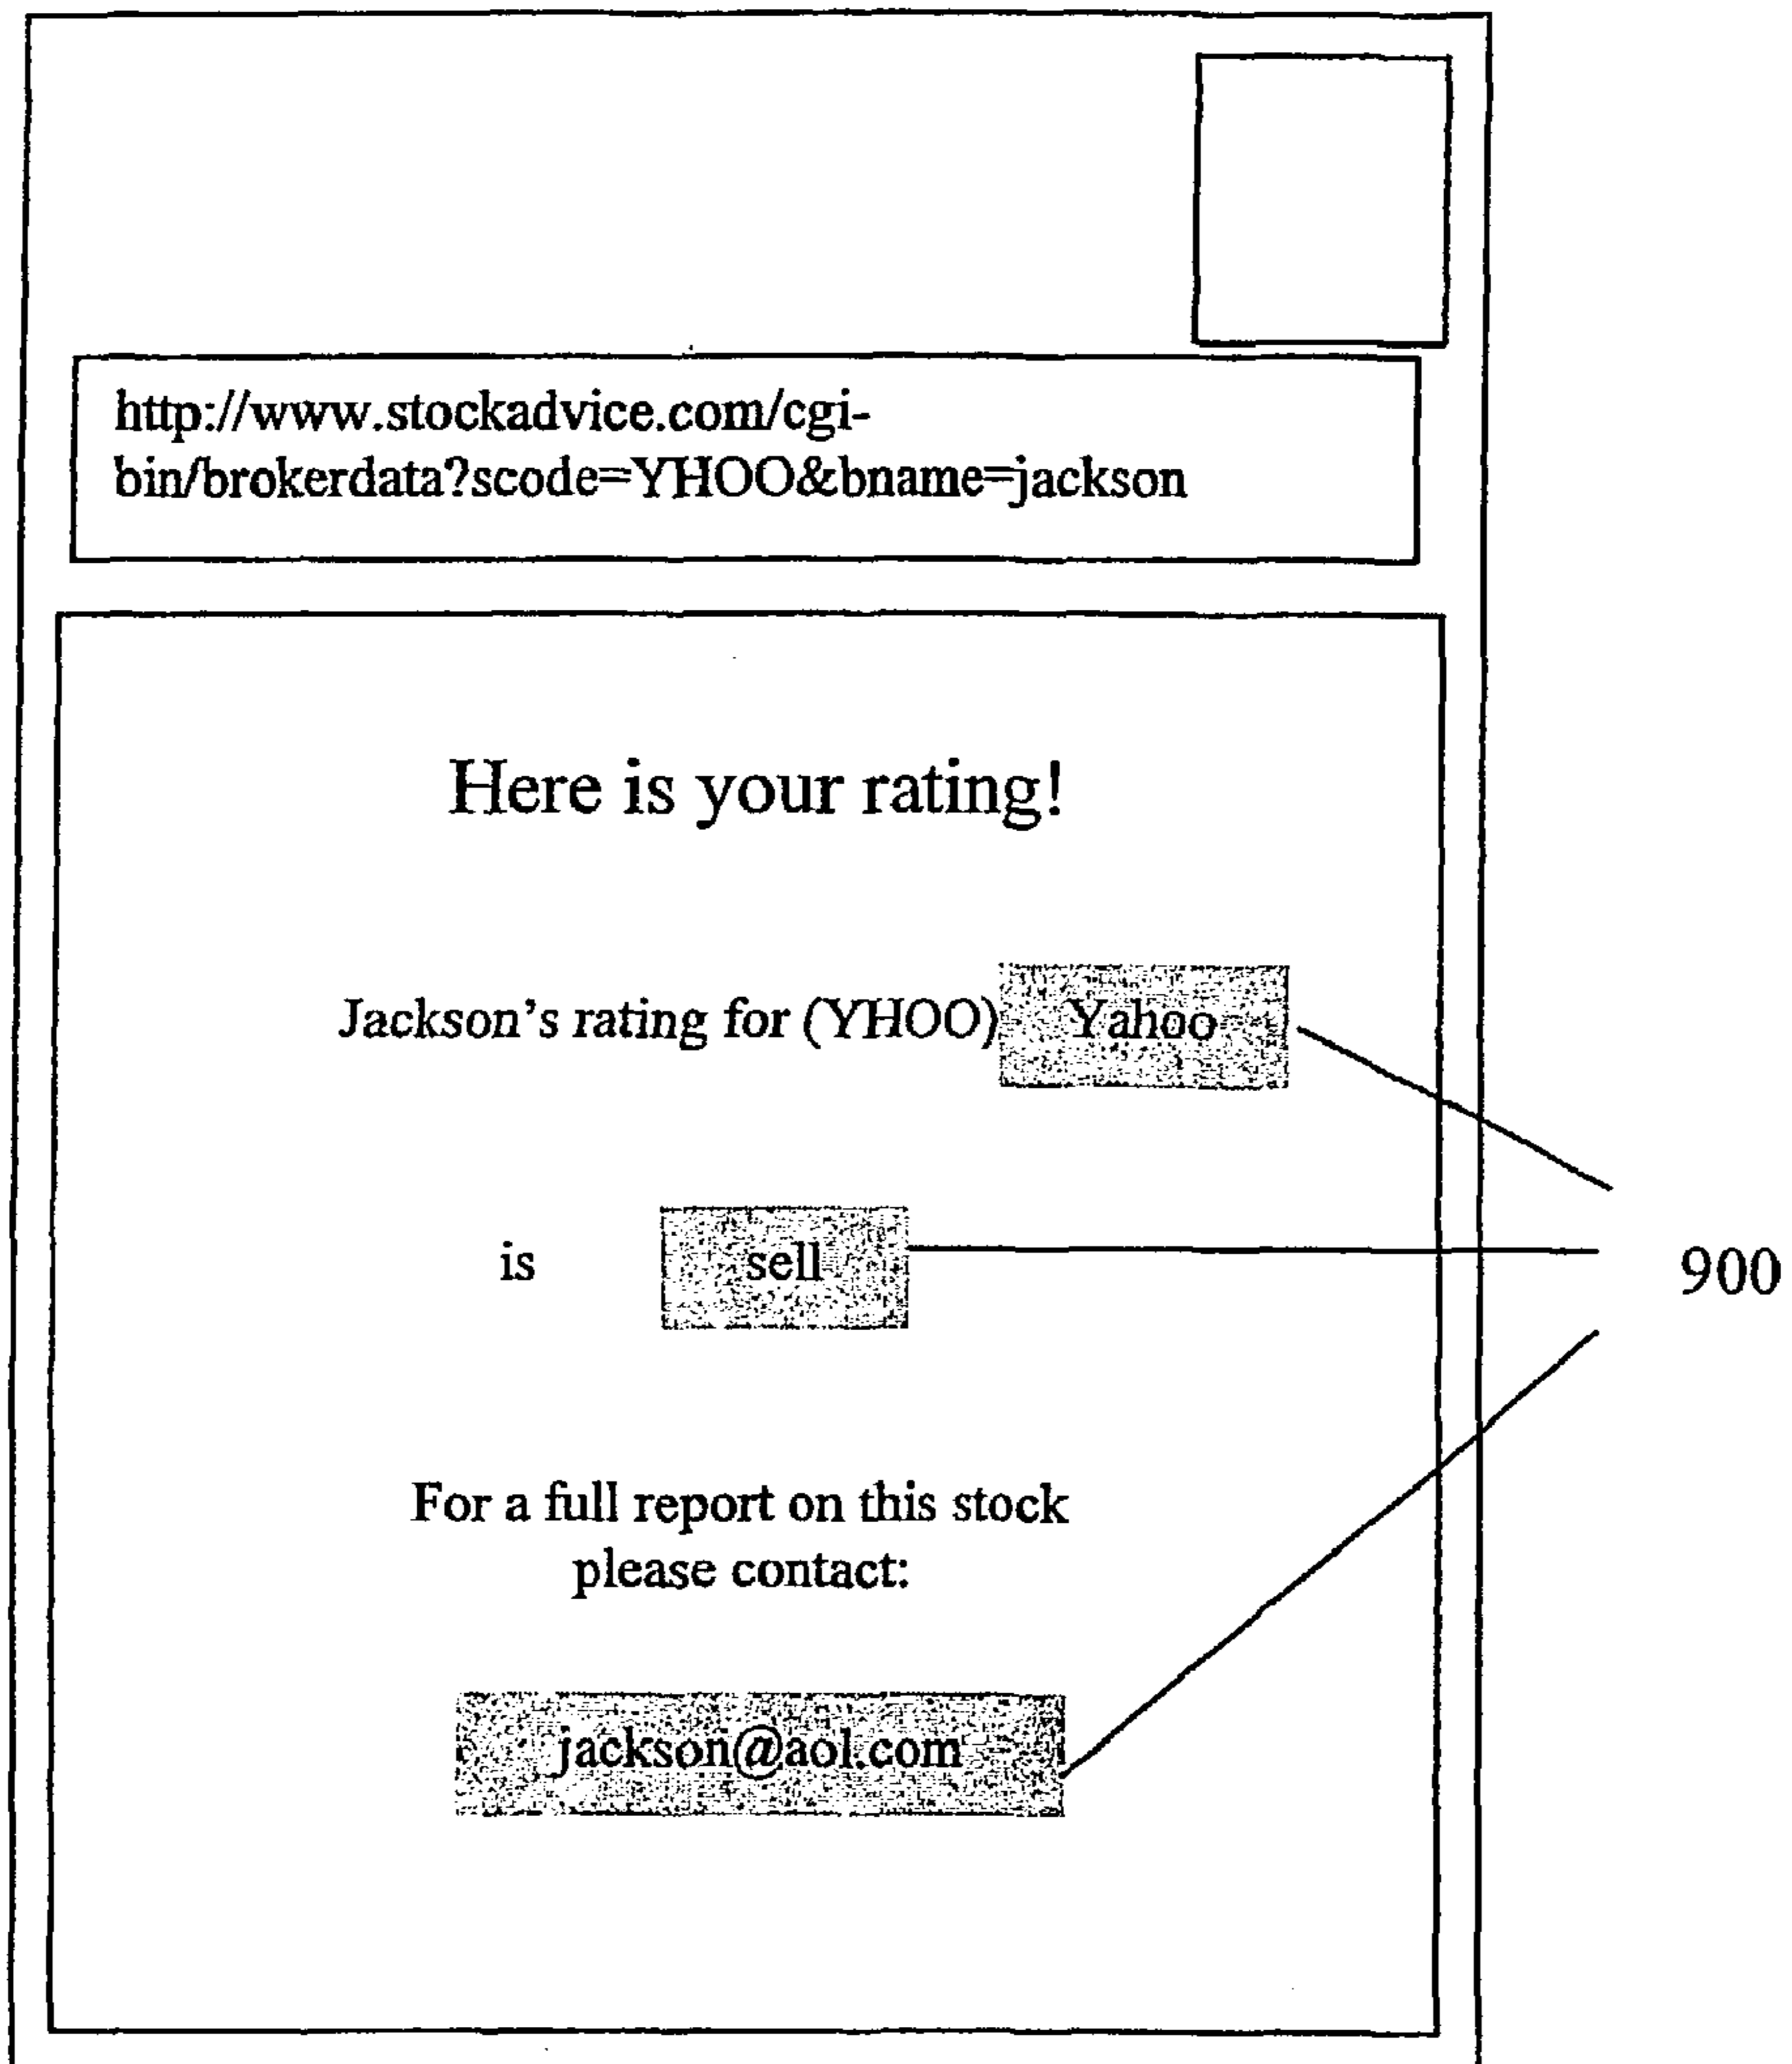 http://www.stockadvice.com/cgi-
bin/brokerdata?scode=YHOO&bname=jackson
Here is your rating!
Jackson's rating for (YHOO) Yahoo
is sell
900
For a full report on this stock
please contact:
jackson@aol.com